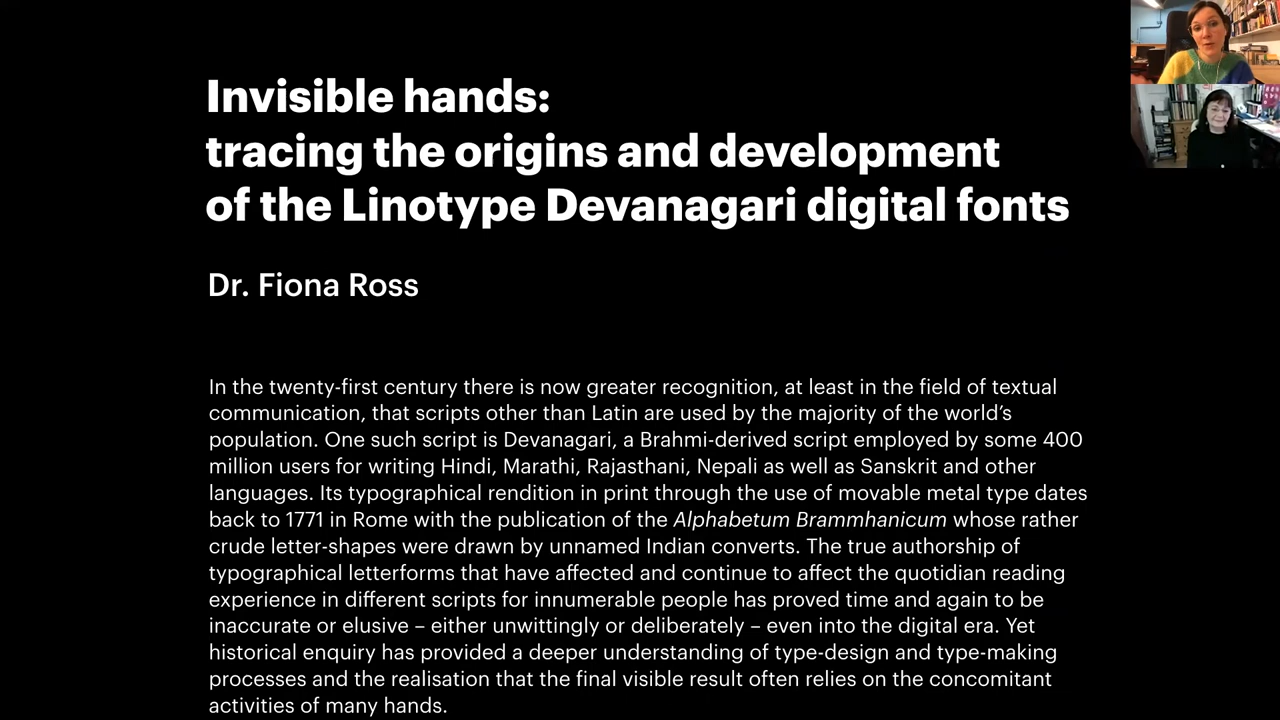 Invisible hands:
tracing the origins and development
of the Linotype Devanagari digital fonts
Dr. Fiona Ross
In the twenty-first century there is now greater recognition, at least in the field of textual
communication, that scripts other than Latin are used by the majority of the world’s
population. One such script is Devanagari, a Brahmi-derived script employed by some 400
million users for writing Hindi, Marathi, Rajasthani, Nepali as well as Sanskrit and other
languages. Its typographical rendition in print through the use of movable metal type dates
back to 1771 in Rome with the publication of the Alphabetum Brammhanicum whose rather
crude letter-shapes were drawn by unnamed Indian converts. The true authorship of
typographical letterforms that have affected and continue to affect the quotidian reading
experience in different scripts for innumerable people has proved time and again to be
inaccurate or elusive – either unwittingly or deliberately – even into the digital era. Yet
historical enquiry has provided a deeper understanding of type-design and type-making
processes and the realisation that the final visible result often relies on the concomitant
activities of many hands.